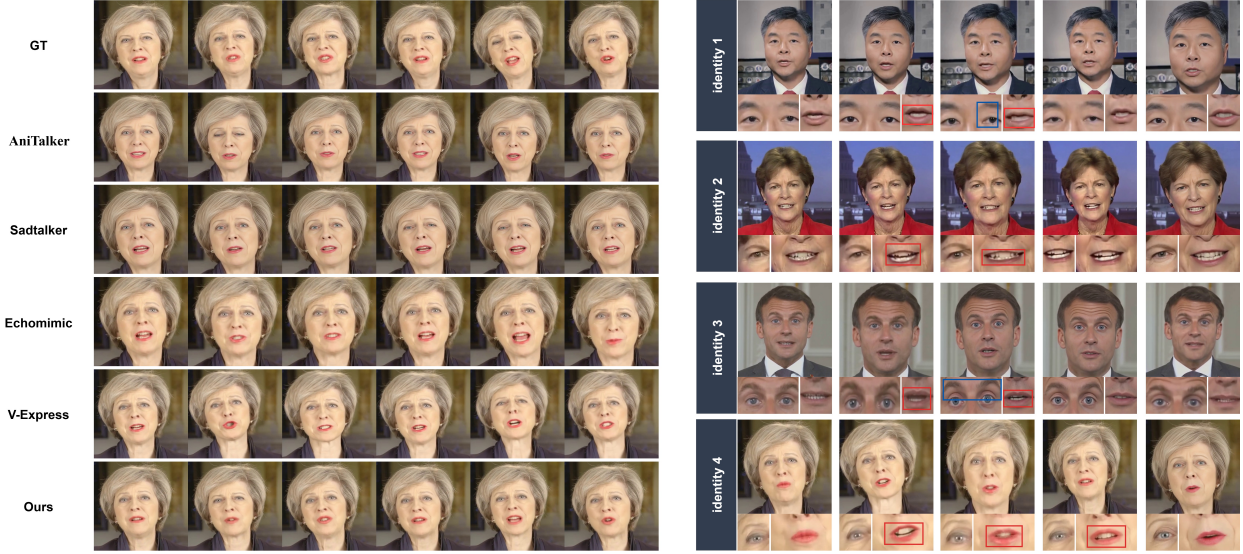 GT
AniTalker
Sadtalker
Echomimic
V-Express
Ours
identity 1
identity 2
identity 3
identity 4